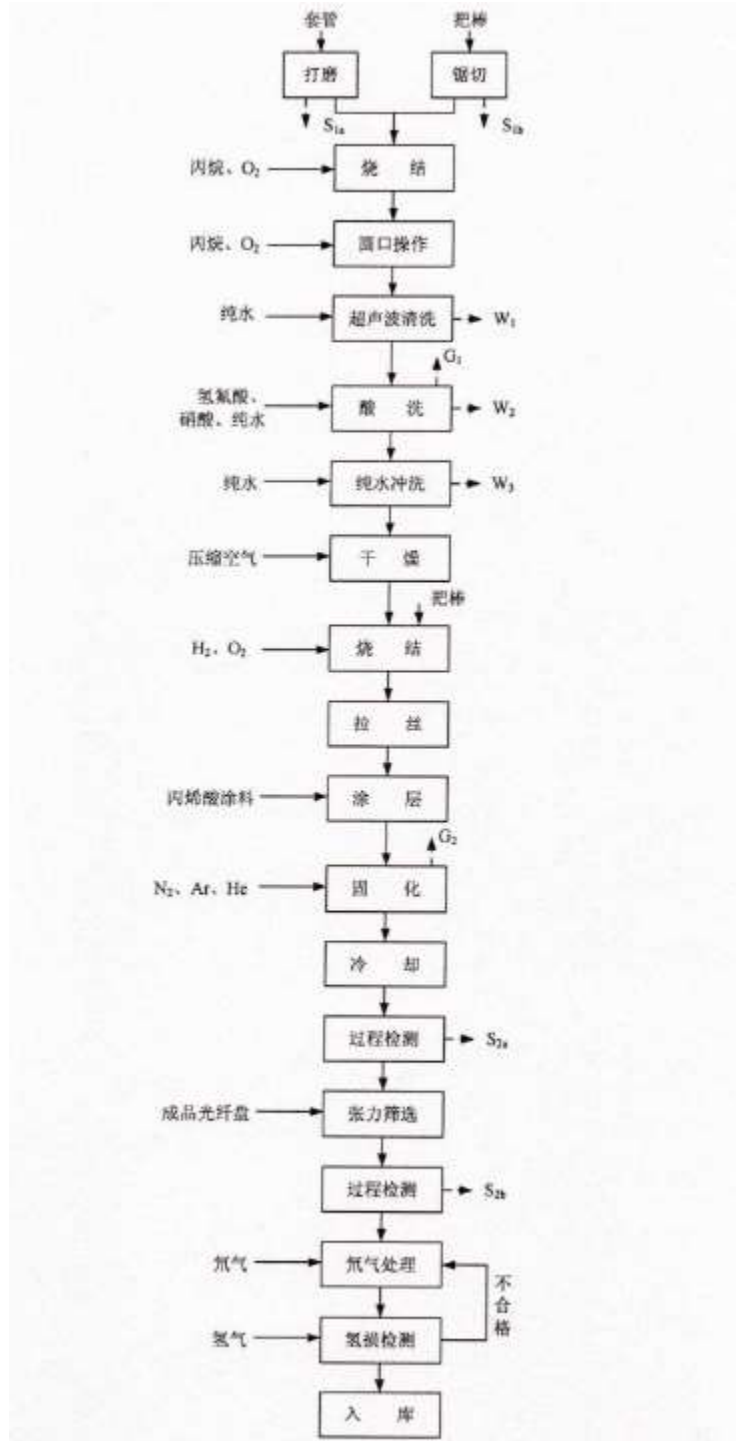 套管
把棒
打磨
锯切
S1a
S1b
丙烷、O2
烧 结
丙烷、O2
圆口操作
纯水
超声波清洗
W1
G1
氢氟酸、
硝酸、纯水
酸 洗
W2
纯水
纯水冲洗
W3
压缩空气
干 燥
把棒
H2、O2
烧 结
拉 丝
丙烯酸涂料
涂 层
G2
N2、Ar、He
固 化
冷 却
过程检测
S2a
成品光纤盘
张力筛选
过程检测
S2b
氘气
氘气处理
不
合
格
氢气
氢损检测
入 库